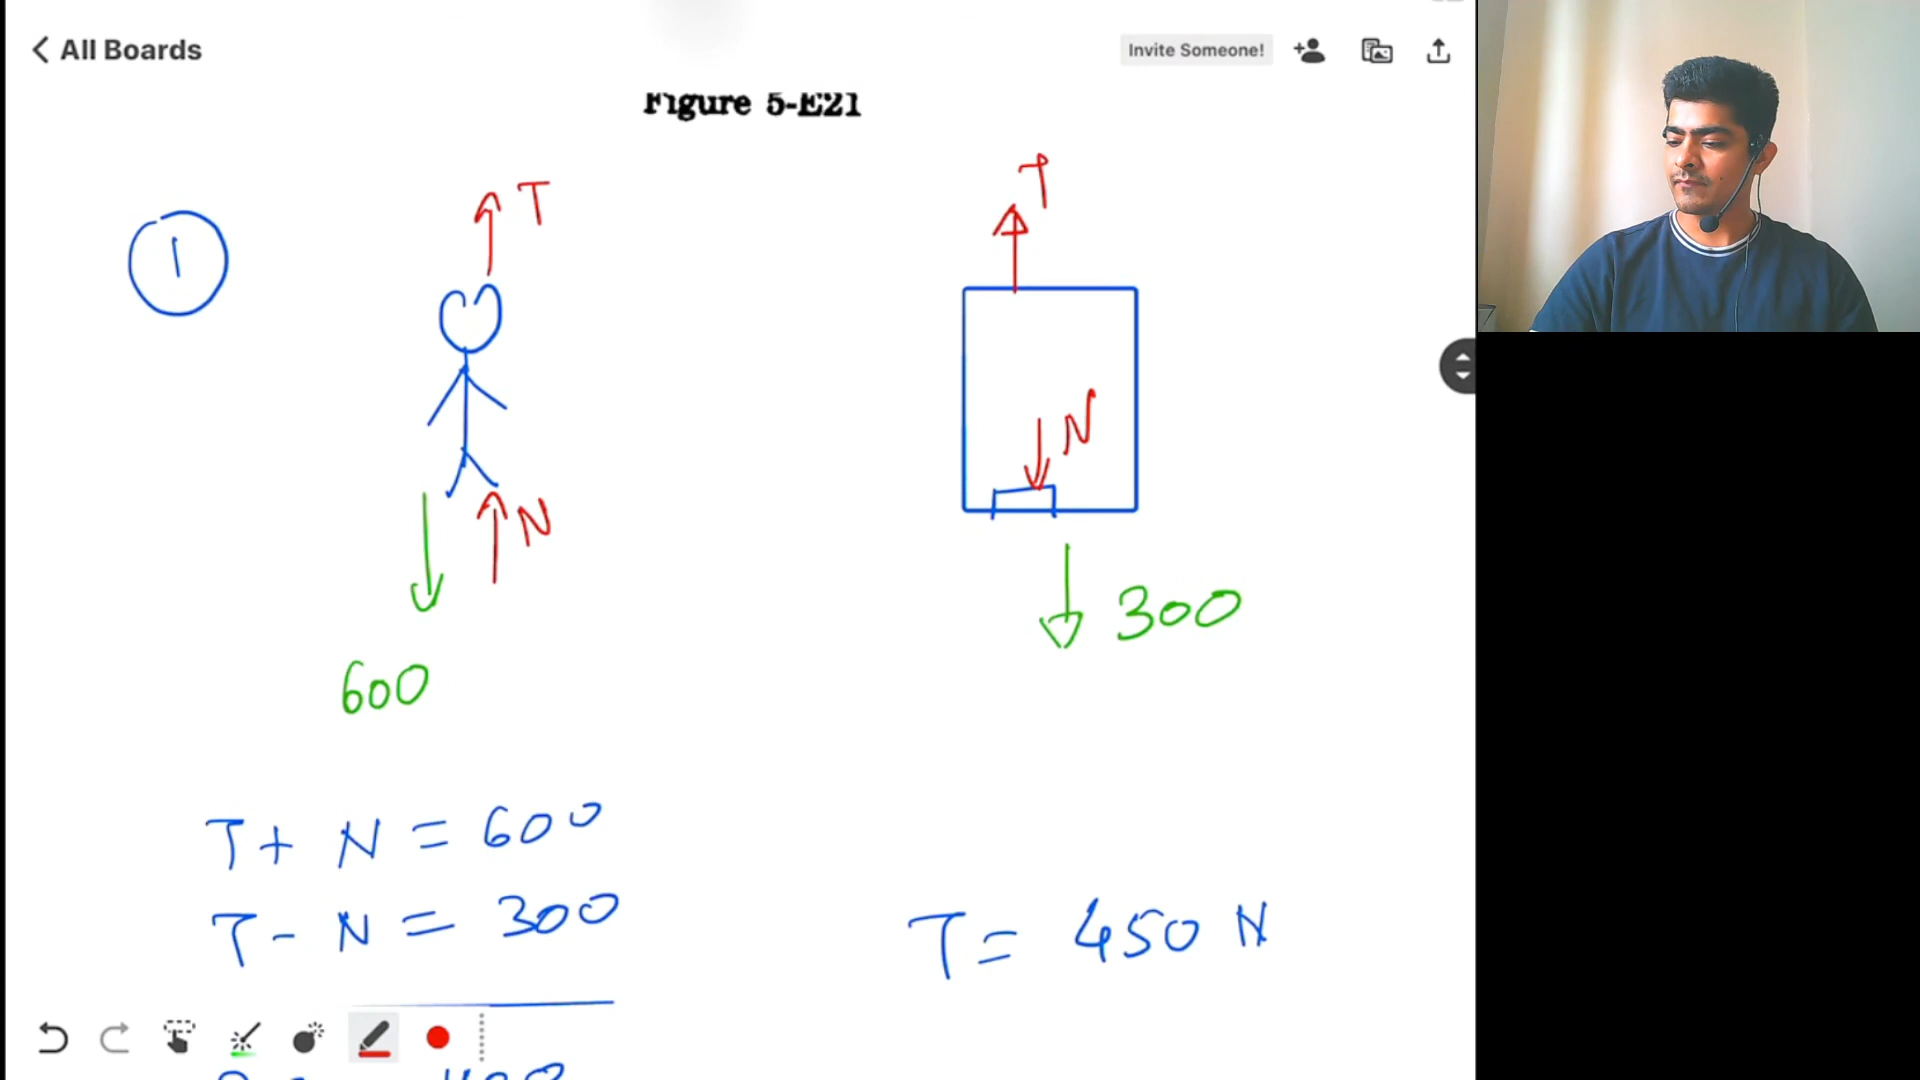 All Boards
Invite Someone!
Figure 5-E21
1
T
T
N
N
300
600
T + N = 600
T - N = 300
T = 450 N